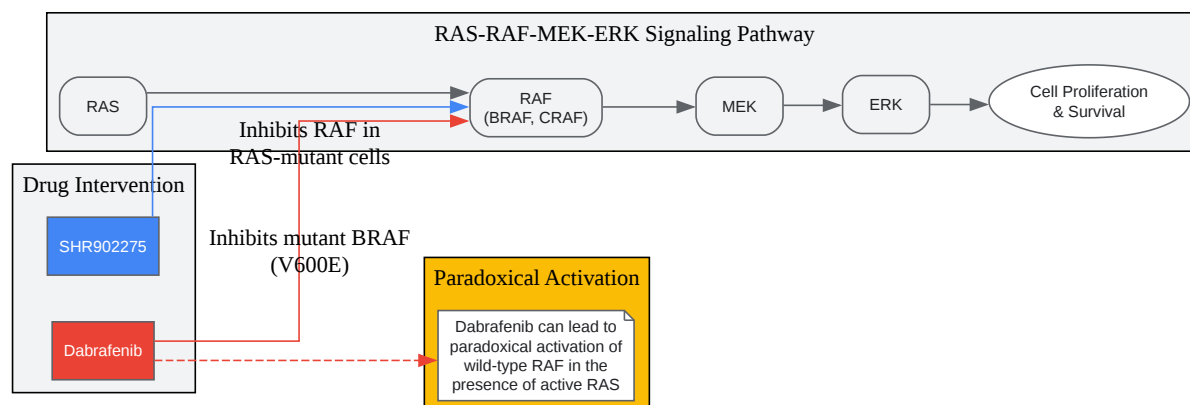 RAS-RAF-MEK-ERK Signaling Pathway
RAS
RAF
(BRAF, CRAF)
MEK
ERK
Cell Proliferation
& Survival
Inhibits RAF in
RAS-mutant cells
Drug Intervention
SHR902275
Inhibits mutant BRAF
(V600E)
Dabrafenib
Paradoxical Activation
Dabrafenib can lead to
paradoxical activation of
wild-type RAF in the
presence of active RAS